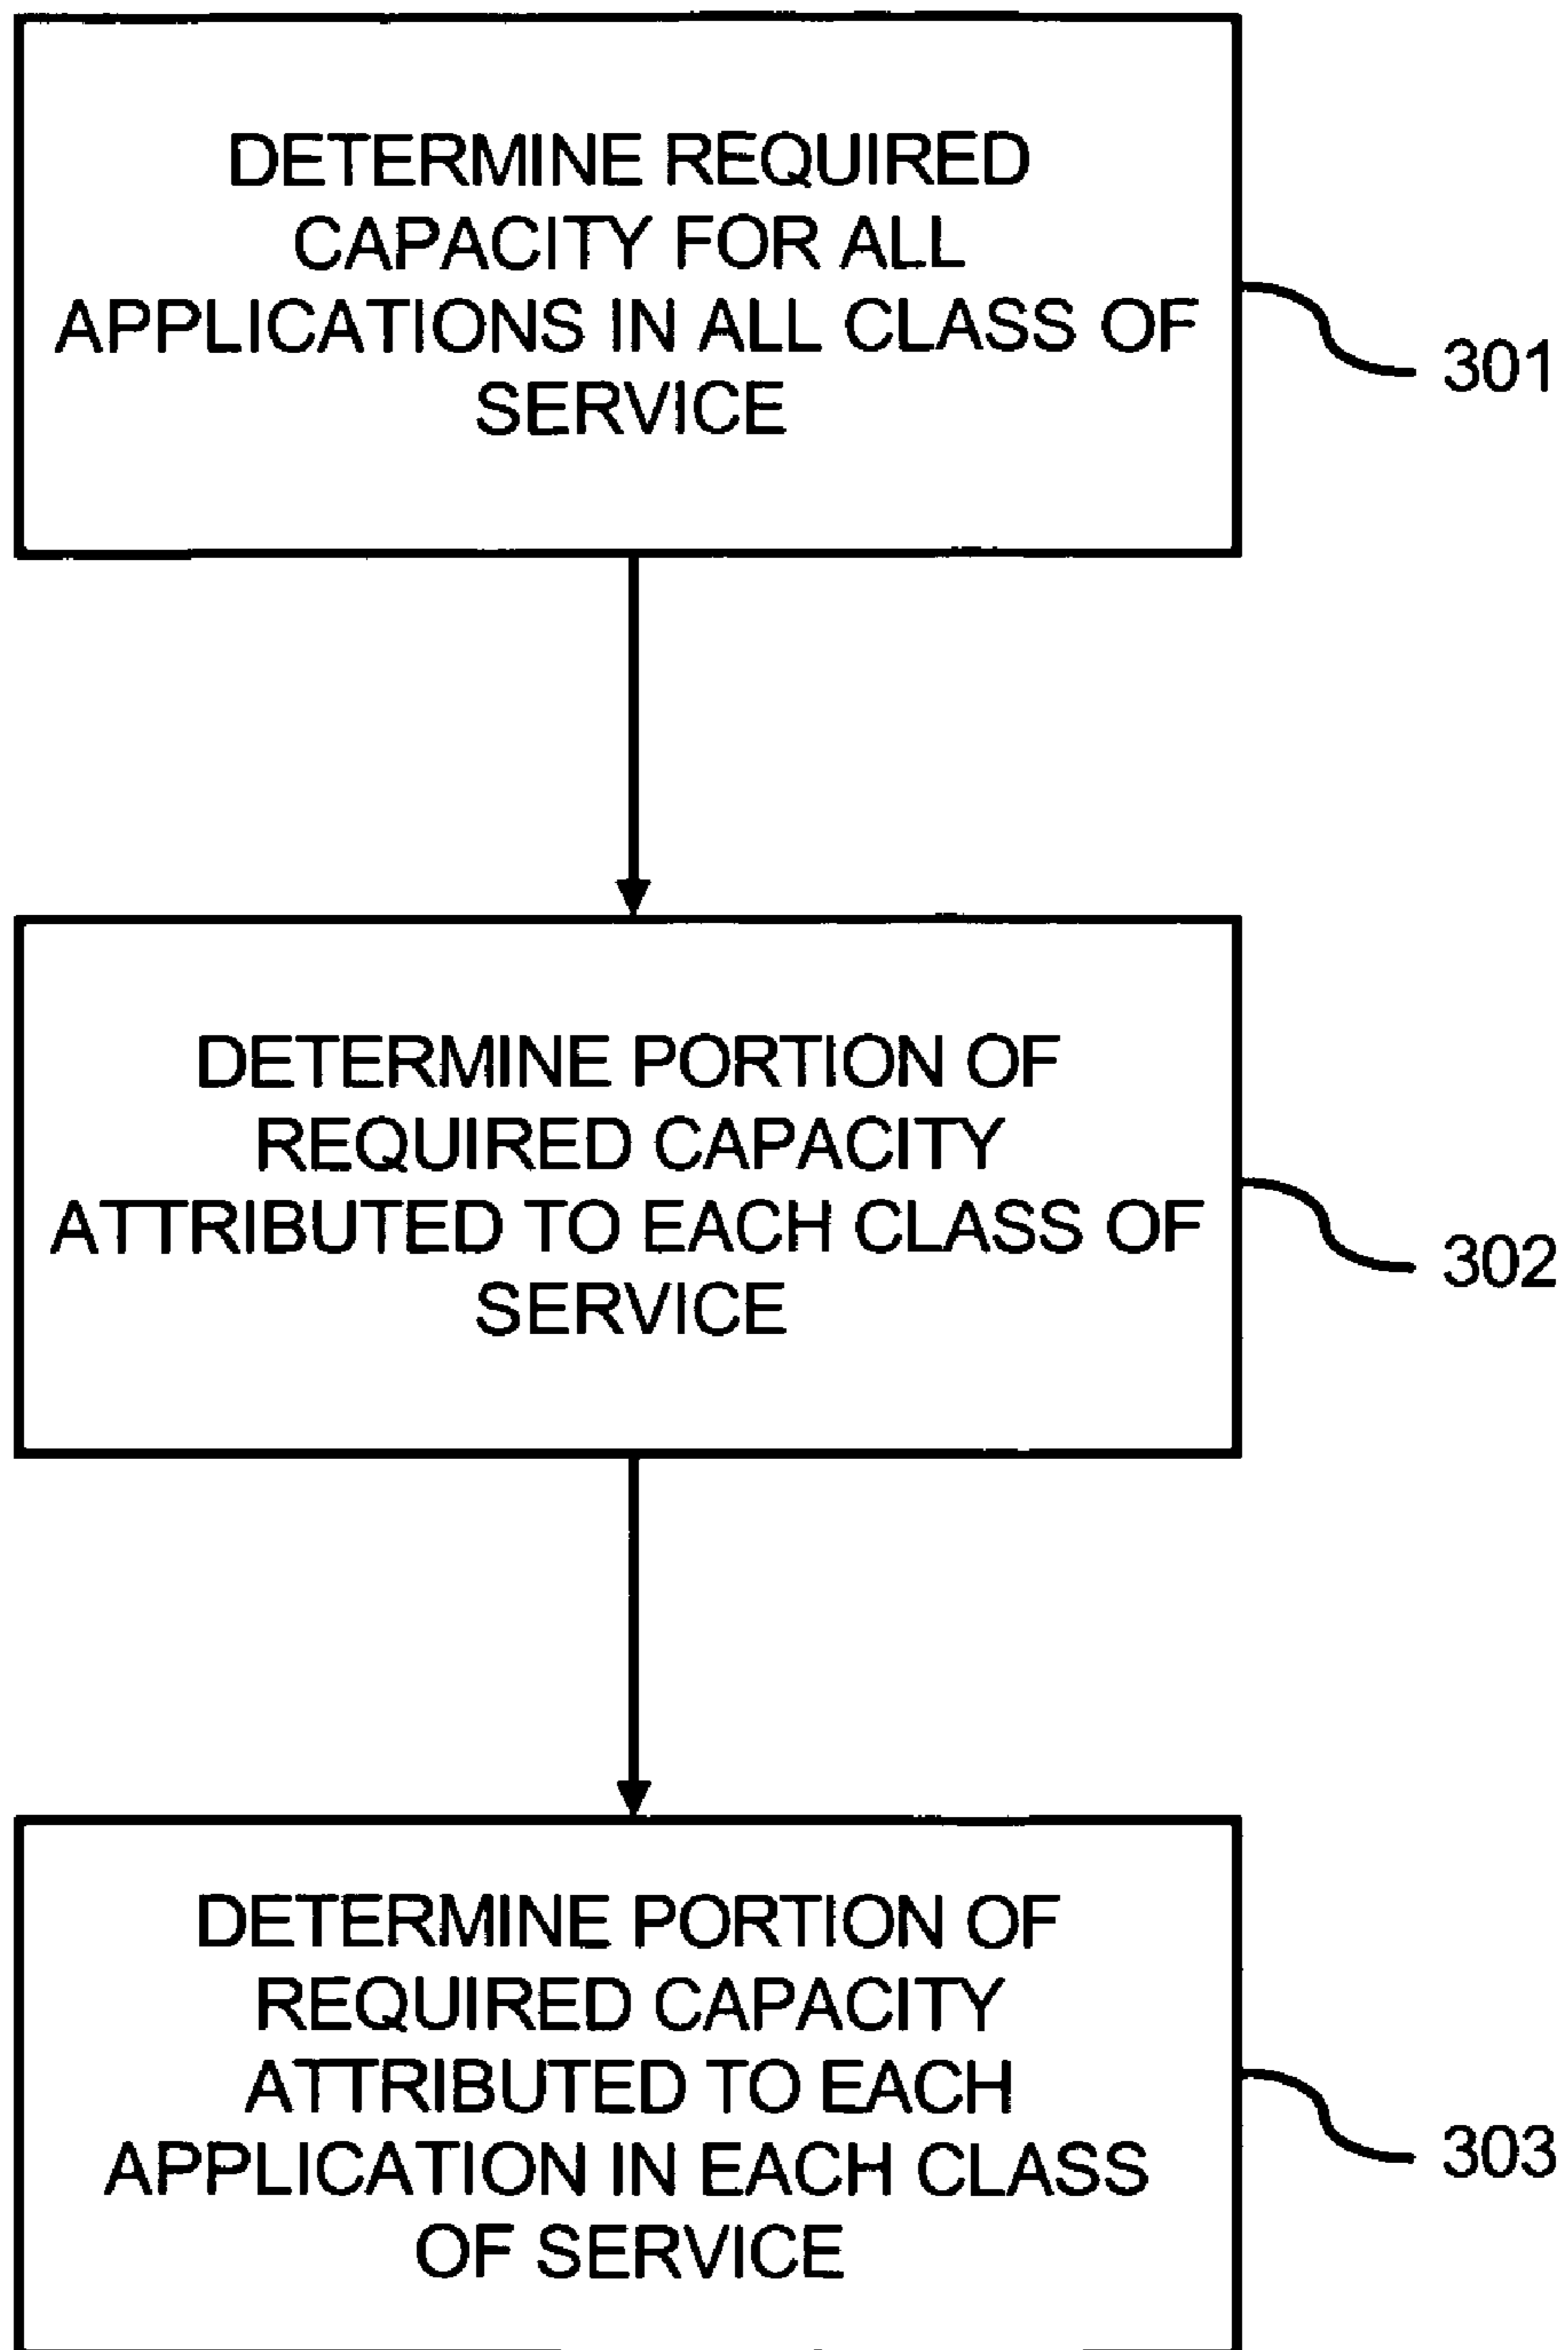 DETERMINE REQUIRED
CAPACITY FOR ALL
APPLICATIONS IN ALL CLASS OF
SERVICE
301
DETERMINE PORTION OF
REQUIRED CAPACITY
ATTRIBUTED TO EACH CLASS OF
SERVICE
302
DETERMINE PORTION OF
REQUIRED CAPACITY
ATTRIBUTED TO EACH
APPLICATION IN EACH CLASS
OF SERVICE
303